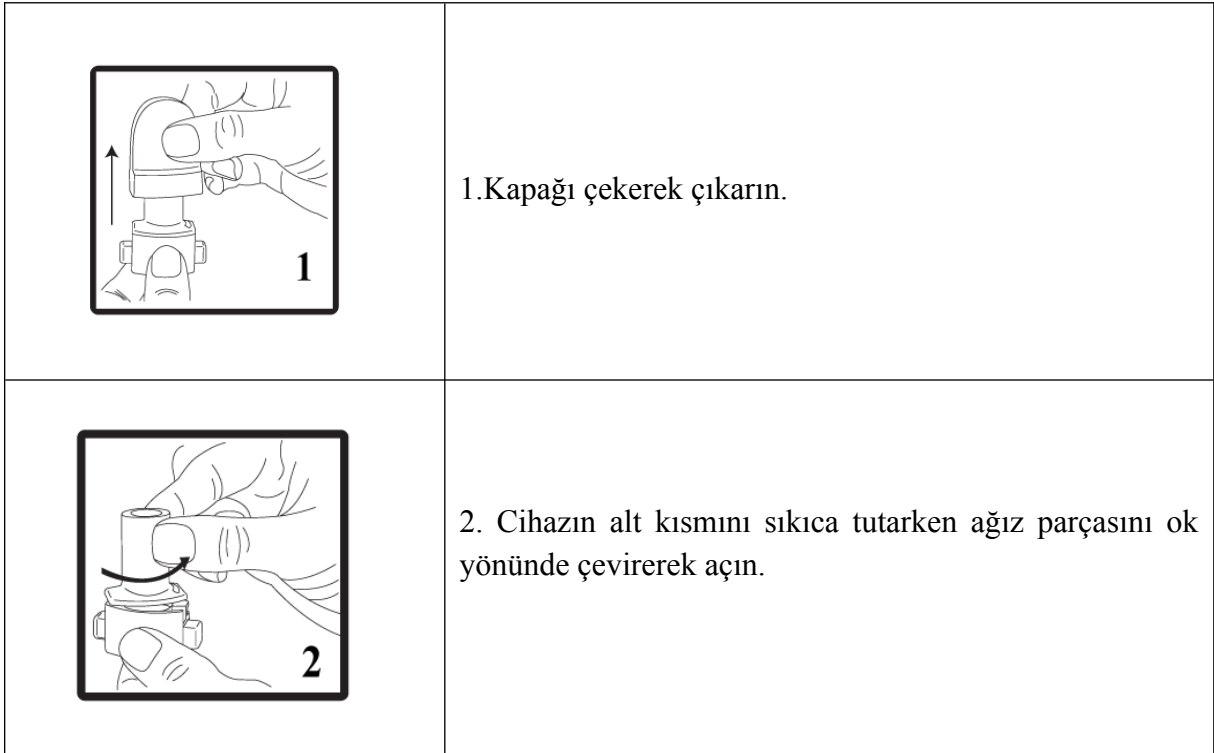 1
1.Kapağı çekerek çıkarın.
2
2. Cihazın alt kısmını sıkıca tutarken ağız parçasını ok
yönünde çevirerek açın.